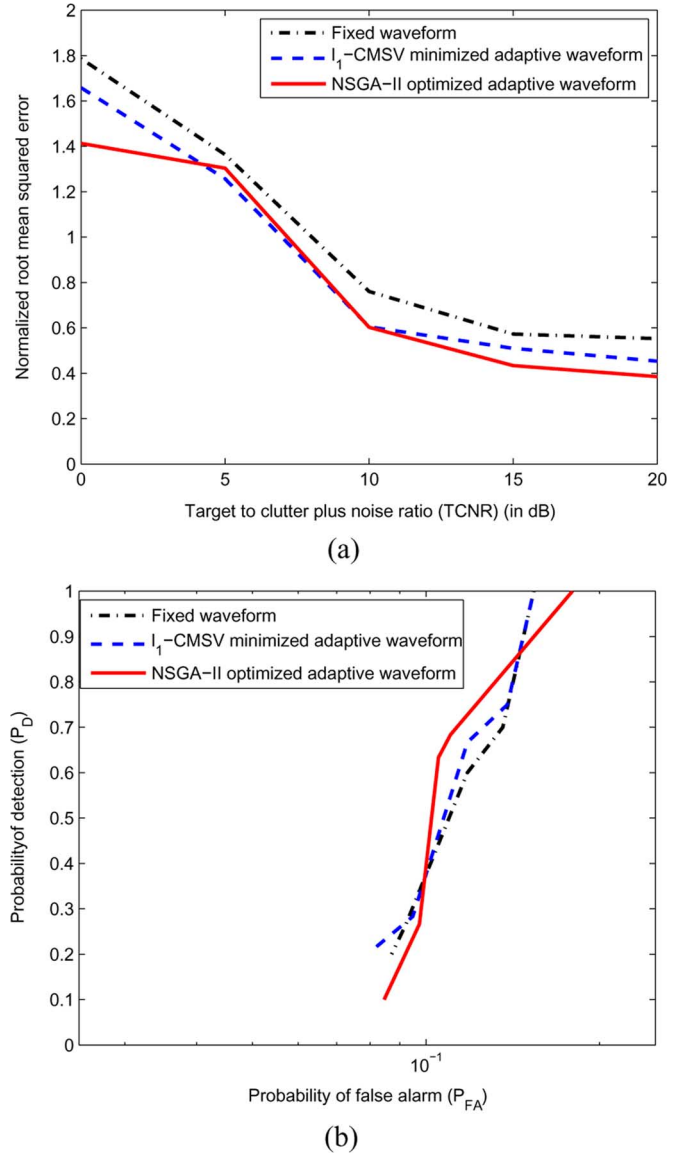 2
1.8
1.6
1.4
1.2
1
0.8
0.6
0.4
0.2
0
Normalized root mean squared error
Fixed waveform
l1−CMSV minimized adaptive waveform
NSGA−II optimized adaptive waveform
0 5 10 15 20
Target to clutter plus noise ratio (TCNR) (in dB)
(a)
1
0.9
0.8
0.7
0.6
0.5
0.4
0.3
0.2
0.1
0
Probabilityof detection (PD)
Fixed waveform
l1−CMSV minimized adaptive waveform
NSGA−II optimized adaptive waveform
10−1
Probability of false alarm (PFA)
(b)